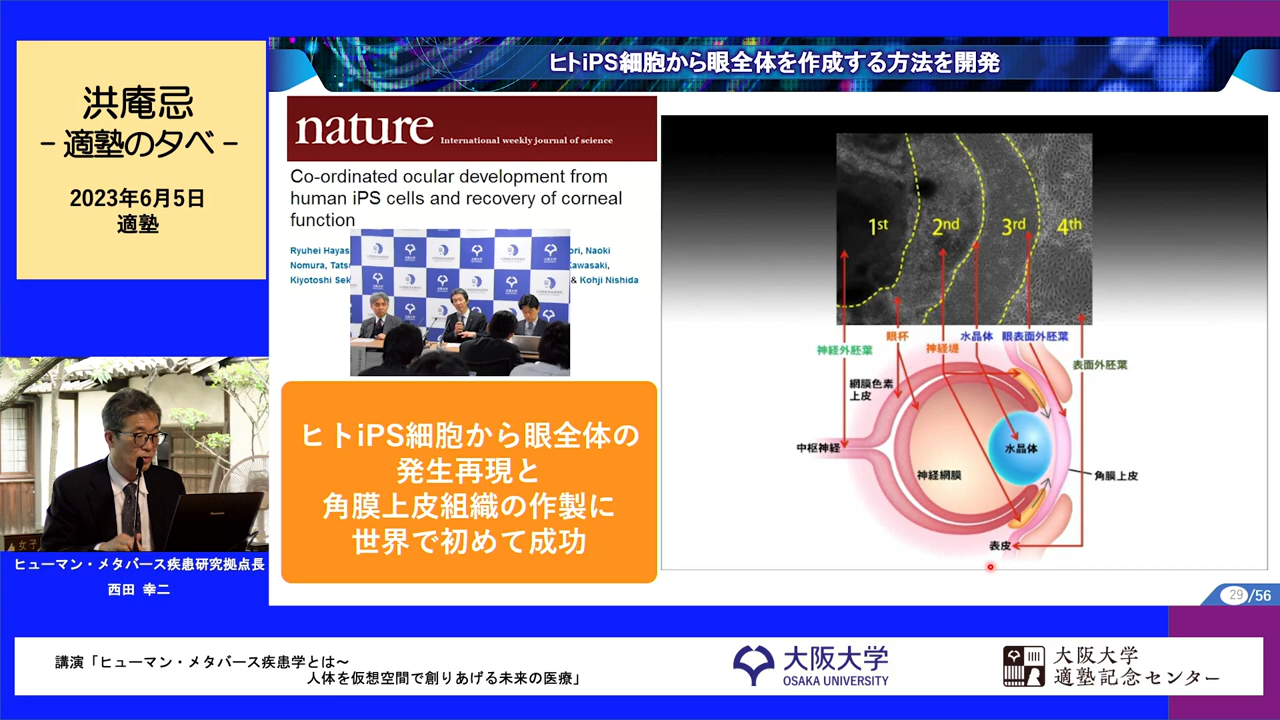 洪庵忌
- 適塾の夕べ -
2023年6月5日
適塾
ヒトiPS細胞から眼全体を作成する方法を開発
nature International weekly journal of science
Co-ordinated ocular development from
human iPS cells and recovery of corneal
function
Ryuhei ori, Naoki
Nomura, Kawasaki,
Kiyotoshi & Kohji Nishida
ヒトiPS細胞から眼全体の
発生再現と
角膜上皮組織の作製に
世界で初めて成功
1st 2nd 3rd 4th
神経外胚葉
眼杯
神経堤
水晶体
眼表面外胚葉
表面外胚葉
網膜色素
上皮
中枢神経
神経網膜
水晶体
角膜上皮
表皮
29/56
女子
ヒューマン・メタバース疾患研究拠点長
西田 幸二
講演「ヒューマン・メタバース疾患学とは〜
人体を仮想空間で創りあげる未来の医療」
大阪大学
OSAKA UNIVERSITY
大阪大学
適塾記念センター